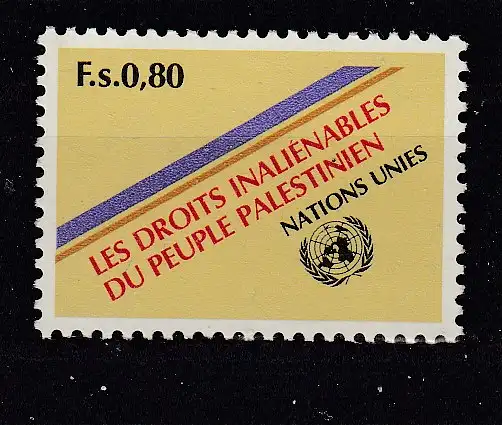 F.s.0,80
LES DROITS INALIÉNABLES
DU PEUPLE PALESTINIEN
NATIONS UNIES